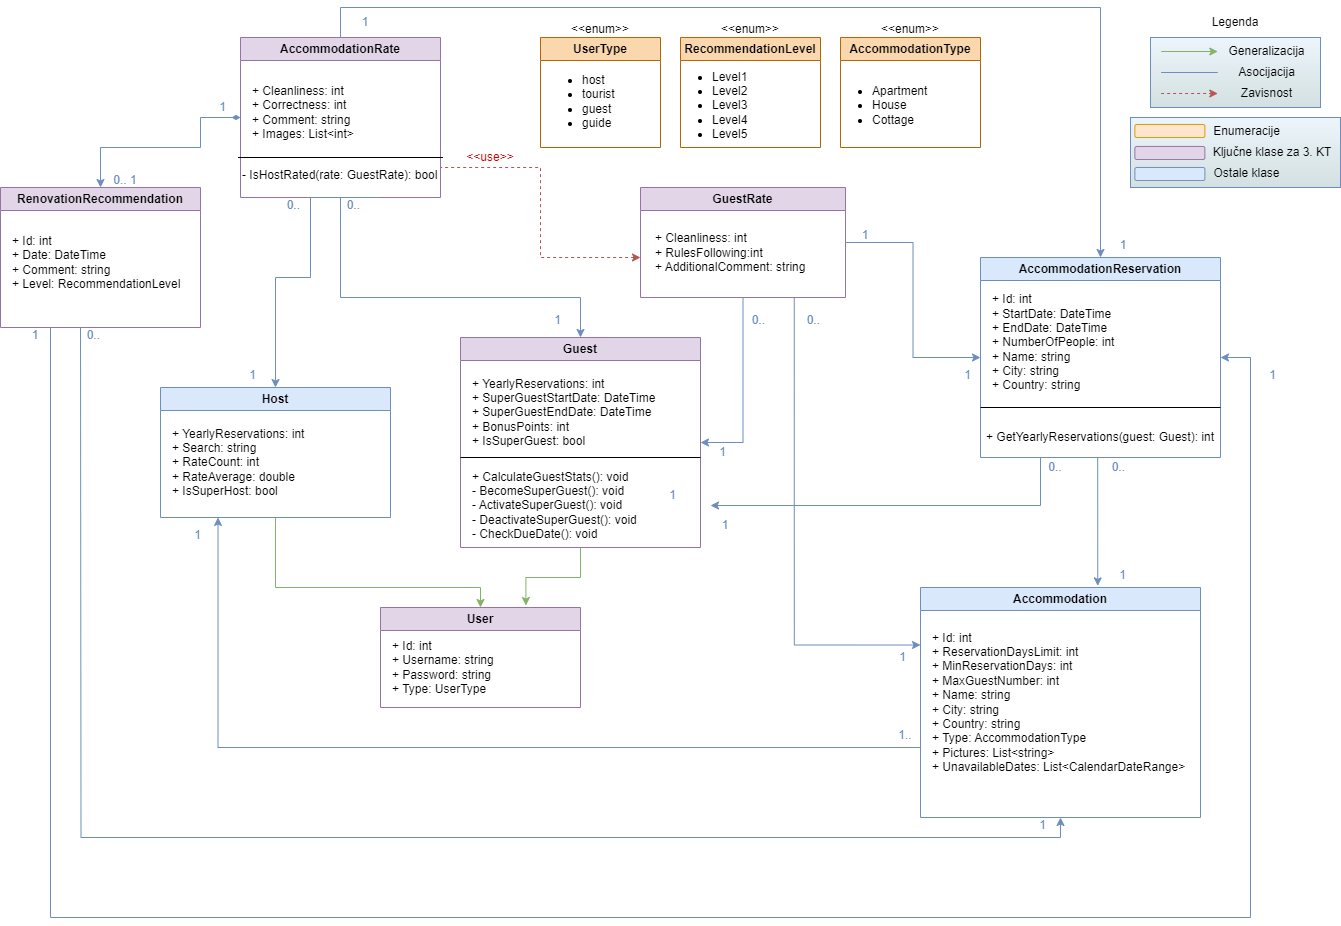 1
AccommodationRate
+ Cleanliness: int
+ Correctness: int
+ Comment: string
+ Images: List<int>
- IsHostRated(rate: GuestRate): bool
1
0.. 1
0..
0..
<<use>>
<<enum>>
UserType
host
tourist
guest
guide
<<enum>>
RecommendationLevel
Level1
Level2
Level3
Level4
Level5
<<enum>>
AccommodationType
Apartment
House
Cottage
Legenda
Generalizacija
Asocijacija
Zavisnost
Enumeracije
Ključne klase za 3. KT
Ostale klase
RenovationRecommendation
+ Id: int
+ Date: DateTime
+ Comment: string
+ Level: RecommendationLevel
1
0..
GuestRate
+ Cleanliness: int
+ RulesFollowing:int
+ AdditionalComment: string
1
0..
0..
1
AccommodationReservation
+ Id: int
+ StartDate: DateTime
+ EndDate: DateTime
+ NumberOfPeople: int
+ Name: string
+ City: string
+ Country: string
+ GetYearlyReservations(guest: Guest): int
1
1
0..
0..
1
Host
+ YearlyReservations: int
+ Search: string
+ RateCount: int
+ RateAverage: double
+ IsSuperHost: bool
1
1
Guest
+ YearlyReservations: int
+ SuperGuestStartDate: DateTime
+ SuperGuestEndDate: DateTime
+ BonusPoints: int
+ IsSuperGuest: bool
+ CalculateGuestStats(): void
- BecomeSuperGuest(): void
- ActivateSuperGuest(): void
- DeactivateSuperGuest(): void
- CheckDueDate(): void
1
1
1
User
+ Id: int
+ Username: string
+ Password: string
+ Type: UserType
1
Accommodation
+ Id: int
+ ReservationDaysLimit: int
+ MinReservationDays: int
+ MaxGuestNumber: int
+ Name: string
+ City: string
+ Country: string
+ Type: AccommodationType
+ Pictures: List<string>
+ UnavailableDates: List<CalendarDateRange>
1
1..
1